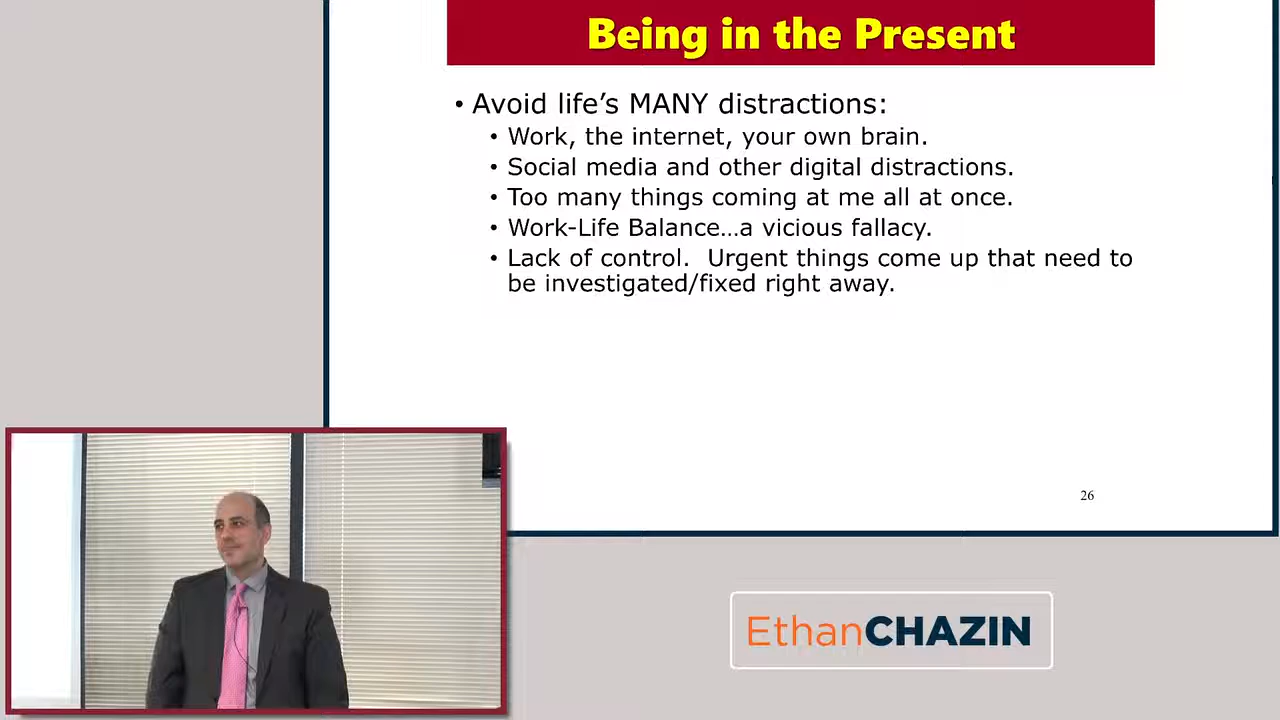 Being in the Present
• Avoid life’s MANY distractions:
• Work, the internet, your own brain.
• Social media and other digital distractions.
• Too many things coming at me all at once.
• Work-Life Balance…a vicious fallacy.
• Lack of control.  Urgent things come up that need to
be investigated/fixed right away.
26
EthanCHAZIN